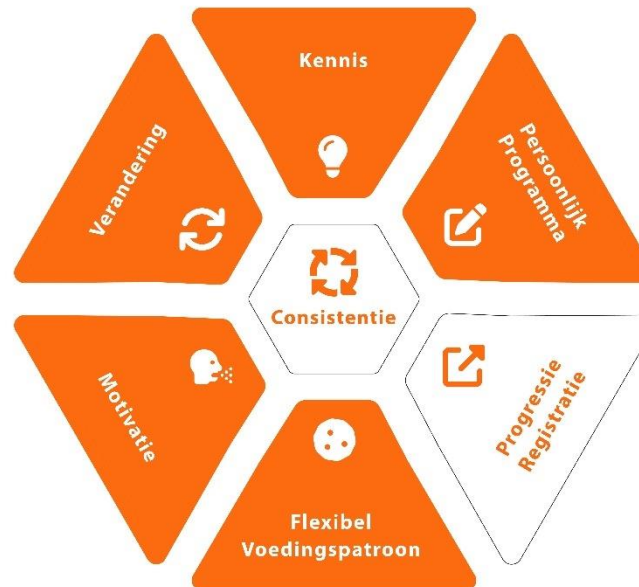 Kennis
Persoonlijk
Programma
Verandering
Consistentie
Motivatie
Progressie
Registratie
Flexibel
Voedingspatroon